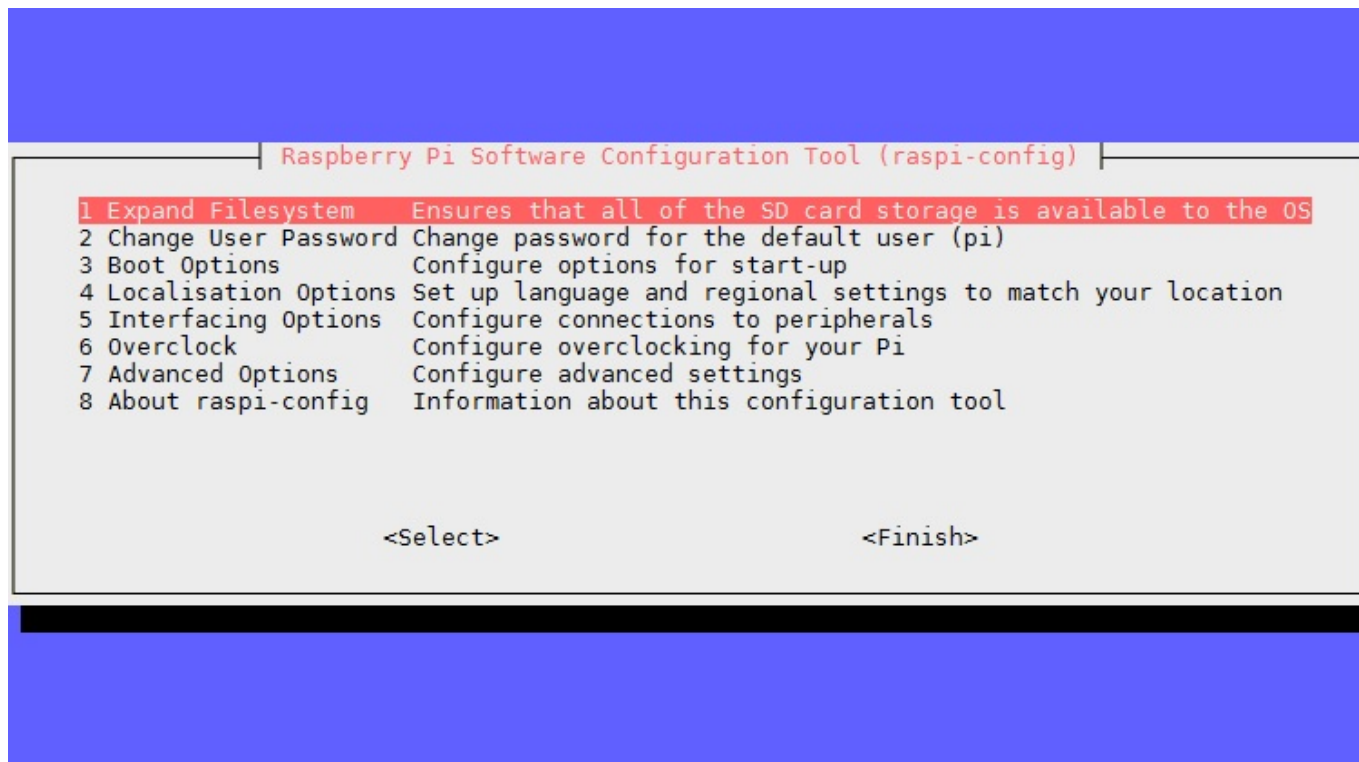 Raspberry Pi Software Configuration Tool (raspi-config)
1 Expand Filesystem Ensures that all of the SD card storage is available to the OS
2 Change User Password Change password for the default user (pi)
3 Boot Options Configure options for start-up
4 Localisation Options Set up language and regional settings to match your location
5 Interfacing Options Configure connections to peripherals
6 Overclock Configure overclocking for your Pi
7 Advanced Options Configure advanced settings
8 About raspi-config Information about this configuration tool
<Select> <Finish>